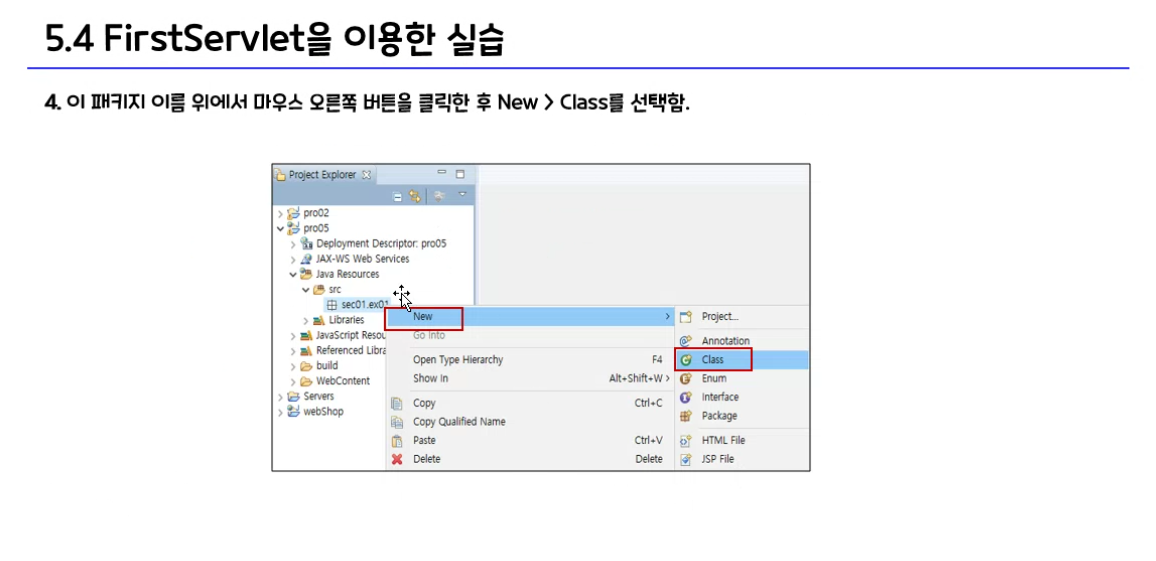 5.4 FirstServlet을 이용한 실습
4. 이 패키지 이름 위에서 마우스 오른쪽 버튼을 클릭한 후 New > Class를 선택함.
Project Explorer
pro02
pro05
Deployment Descriptor: pro05
JAX-WS Web Services
Java Resources
src
sec01.ex01
Libraries
JavaScript Resou
Referenced Libra
build
WebContent
Servers
webShop
New
Go Into
Open Type Hierarchy F4
Show In Alt+Shift+W >
Copy Ctrl+C
Copy Qualified Name
Paste Ctrl+V
Delete Delete
Project...
Annotation
Class
Enum
Interface
Package
HTML File
JSP File